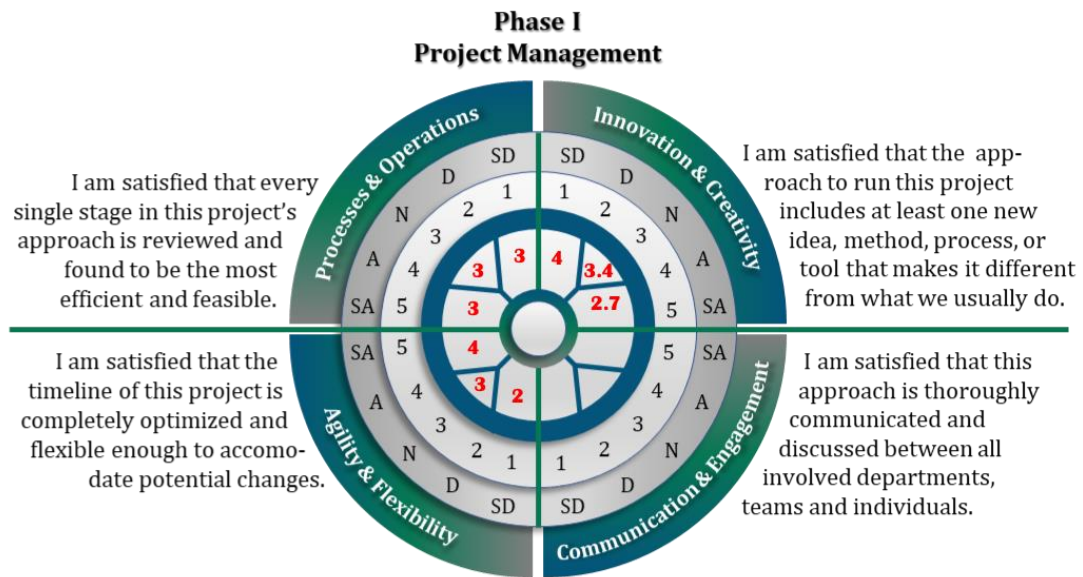 Phase I
Project Management
Processes & Operations
Innovation & Creativity
I am satisfied that every
single stage in this project's
approach is reviewed and
found to be the most
efficient and feasible.
SD
D
N
A
SA
1
2
3
4
5
3
3
3
SD
D
N
A
SA
1
2
3
4
5
4
3.4
2.7
I am satisfied that the ap-
proach to run this project
includes at least one new
idea, method, process, or
tool that makes it different
from what we usually do.
I am satisfied that the
timeline of this project is
completely optimized and
flexible enough to accomo-
date potential changes.
SA
A
N
D
SD
5
4
3
2
1
4
3
2
SA
A
N
D
SD
5
4
3
2
1
I am satisfied that this
approach is thoroughly
communicated and
discussed between all
involved departments,
teams and individuals.
Agility & Flexibility
Communication & Engagement